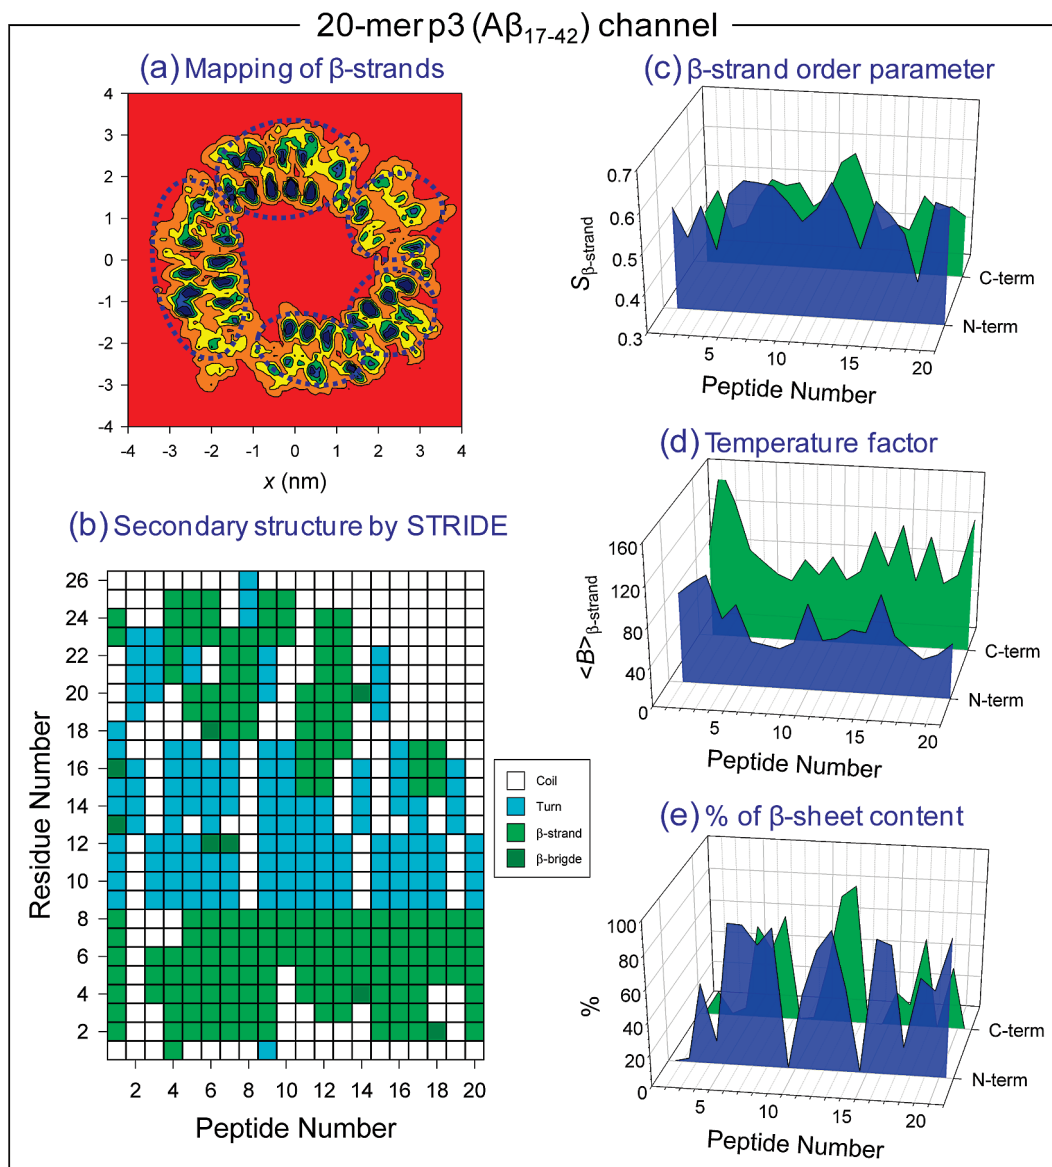 20-mer p3 (Aβ17-42) channel
(a) Mapping of β-strands
4
3
2
1
0
-1
-2
-3
-4
-4 -3 -2 -1 0 1 2 3 4
x (nm)
(b) Secondary structure by STRIDE
Residue Number
26
24
22
20
18
16
14
12
10
8
6
4
2
2 4 6 8 10 12 14 16 18 20
Peptide Number
Coil
Turn
β-strand
β-brigde
(c) β-strand order parameter
Sβ-strand
0.7
0.6
0.5
0.4
0.3
5 10 15 20
Peptide Number
C-term
N-term
(d) Temperature factor
<B>β-strand
160
120
80
40
0
5 10 15 20
Peptide Number
C-term
N-term
(e) % of β-sheet content
%
100
80
60
40
20
0
5 10 15 20
Peptide Number
C-term
N-term